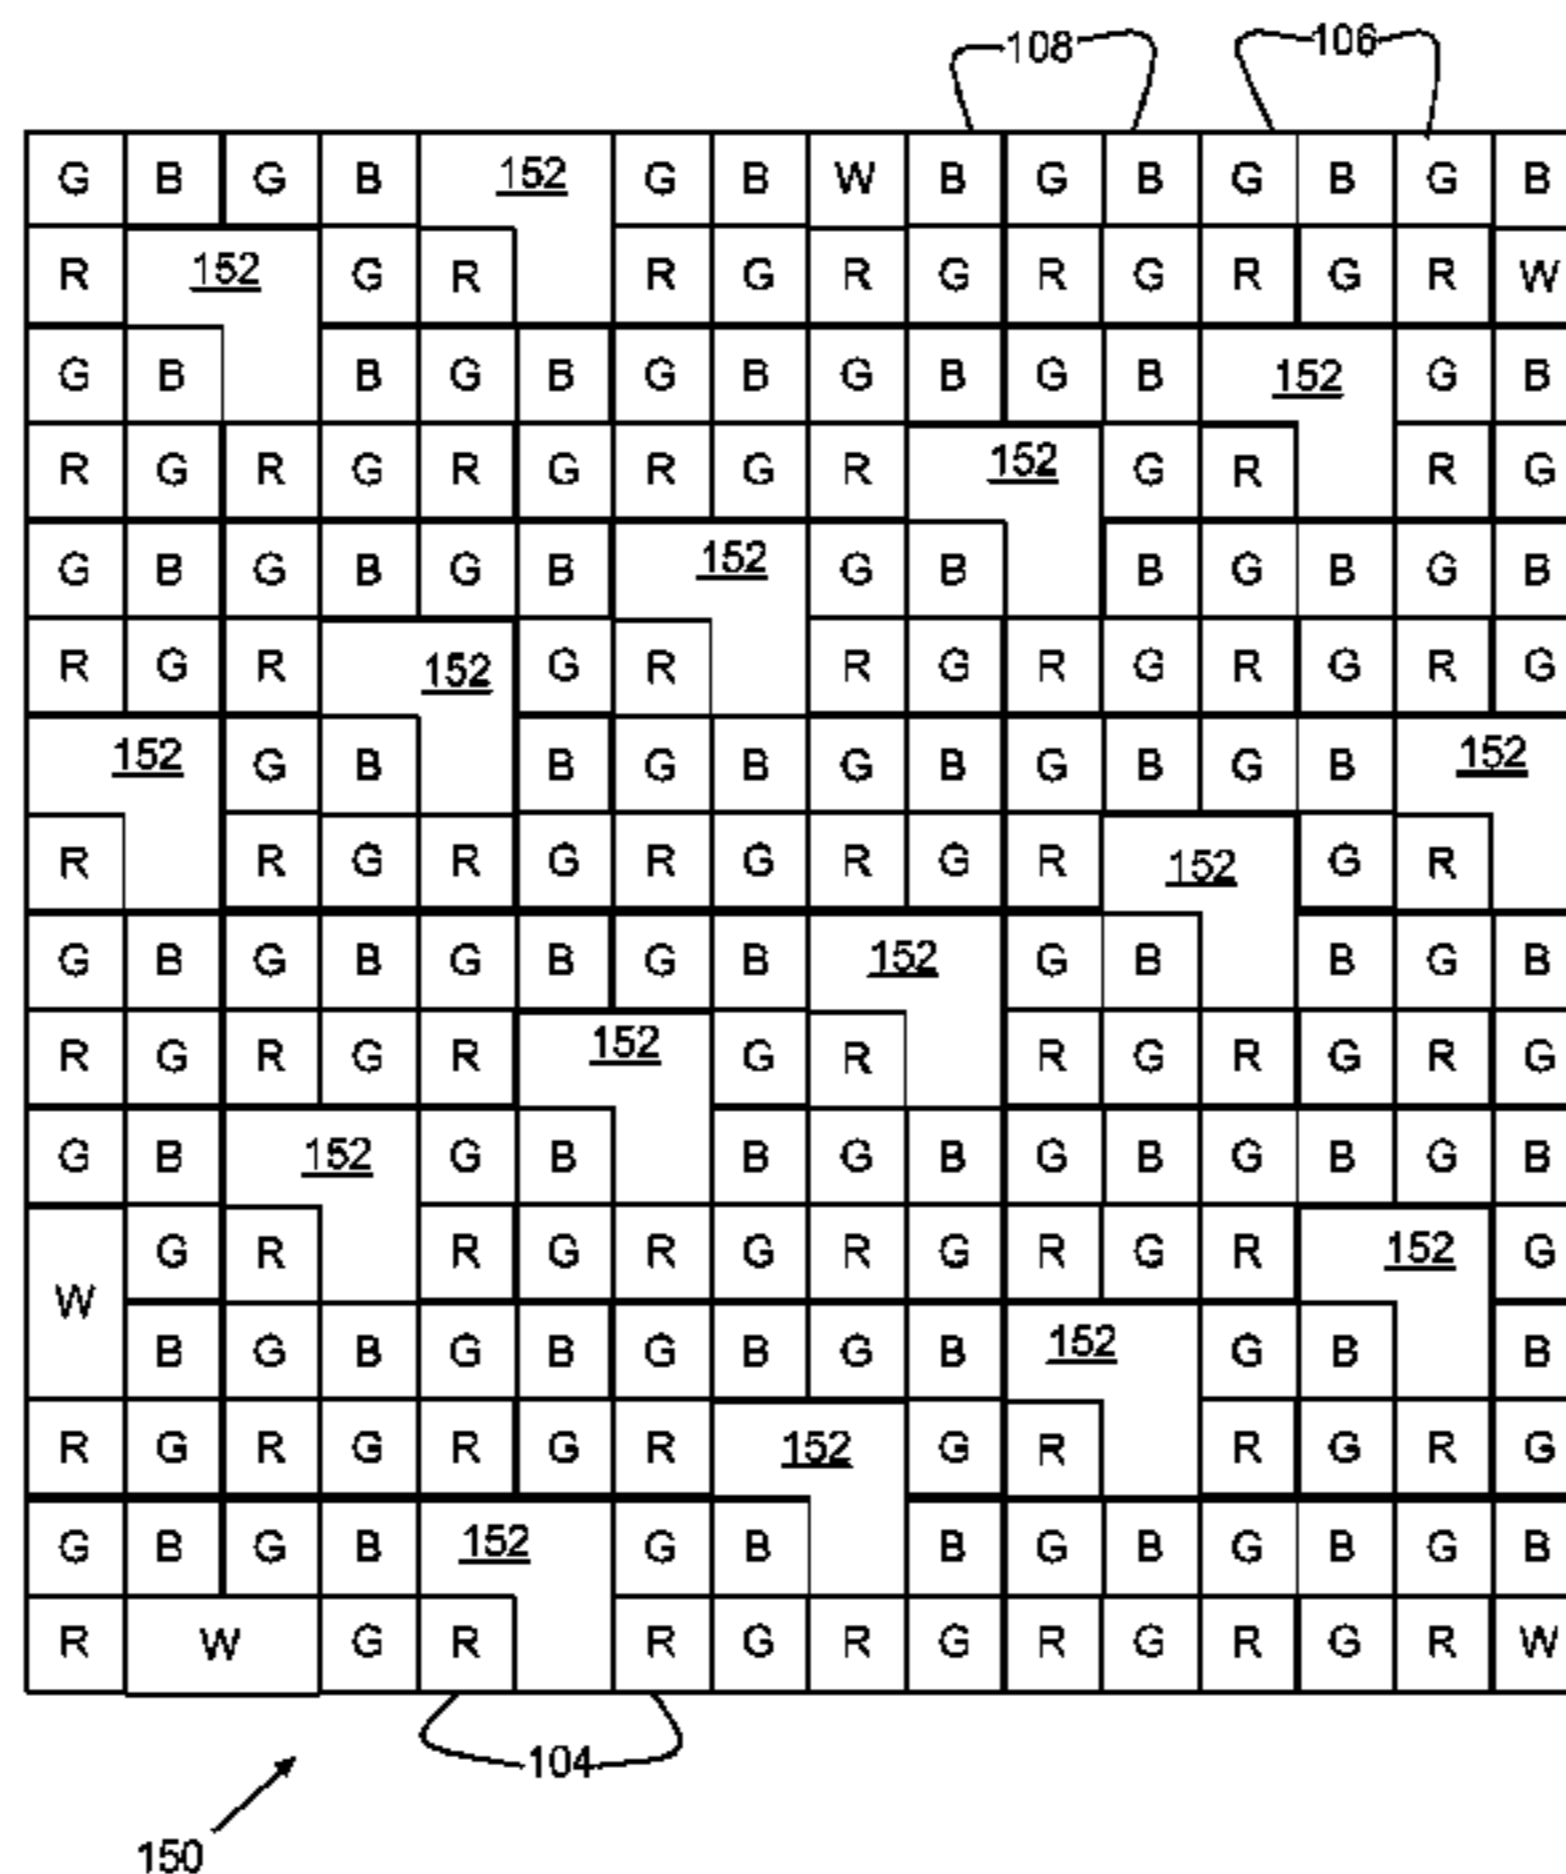 108 106
G B G B 152 G B W B G B G B G B
R 152 G R R G R G R G R G R W
G B B G B G B G B G B 152 G B
R G R G R G R G R 152 G R R G
G B G B G B 152 G B B G B G B
R G R 152 G R R G R G R G R G
152 G B B G B G B G B G B 152
R R G R G R G R G R 152 G R
G B G B G B G B 152 G B B G B
R G R G R 152 G R R G R G R G
G B 152 G B B G B G B G B G B
G R R G R G R G R G R 152 G
W
B G B G B G B G B 152 G B B
R G R G R G R 152 G R R G R G
G B G B 152 G B B G B G B G B
R W G R R G R G R G R G R W
104
150